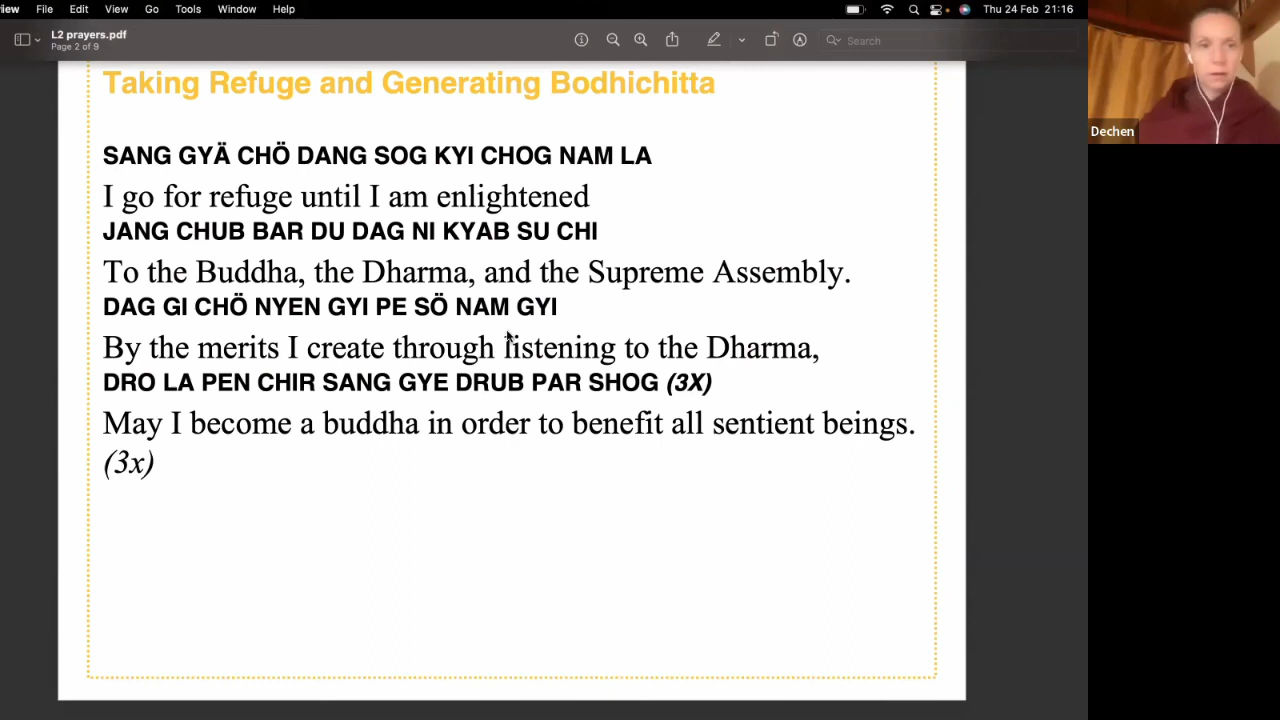 iew File Edit View Go Tools Window Help Thu 24 Feb 21:16
L2 prayers.pdf
Page 2 of 9
Search
Taking Refuge and Generating Bodhichitta
SANG GYÄ CHÖ DANG SOG KYI CHOG NAM LA
I go for refuge until I am enlightened
JANG CHUB BAR DU DAG NI KYAB SU CHI
To the Buddha, the Dharma, and the Supreme Assembly.
DAG GI CHÖ NYEN GYI PE SÖ NAM GYI
By the merits I create through listening to the Dharma,
DRO LA PEN CHIR SANG GYE DRUB PAR SHOG (3X)
May I become a buddha in order to benefit all sentient beings.
(3x)
Dechen